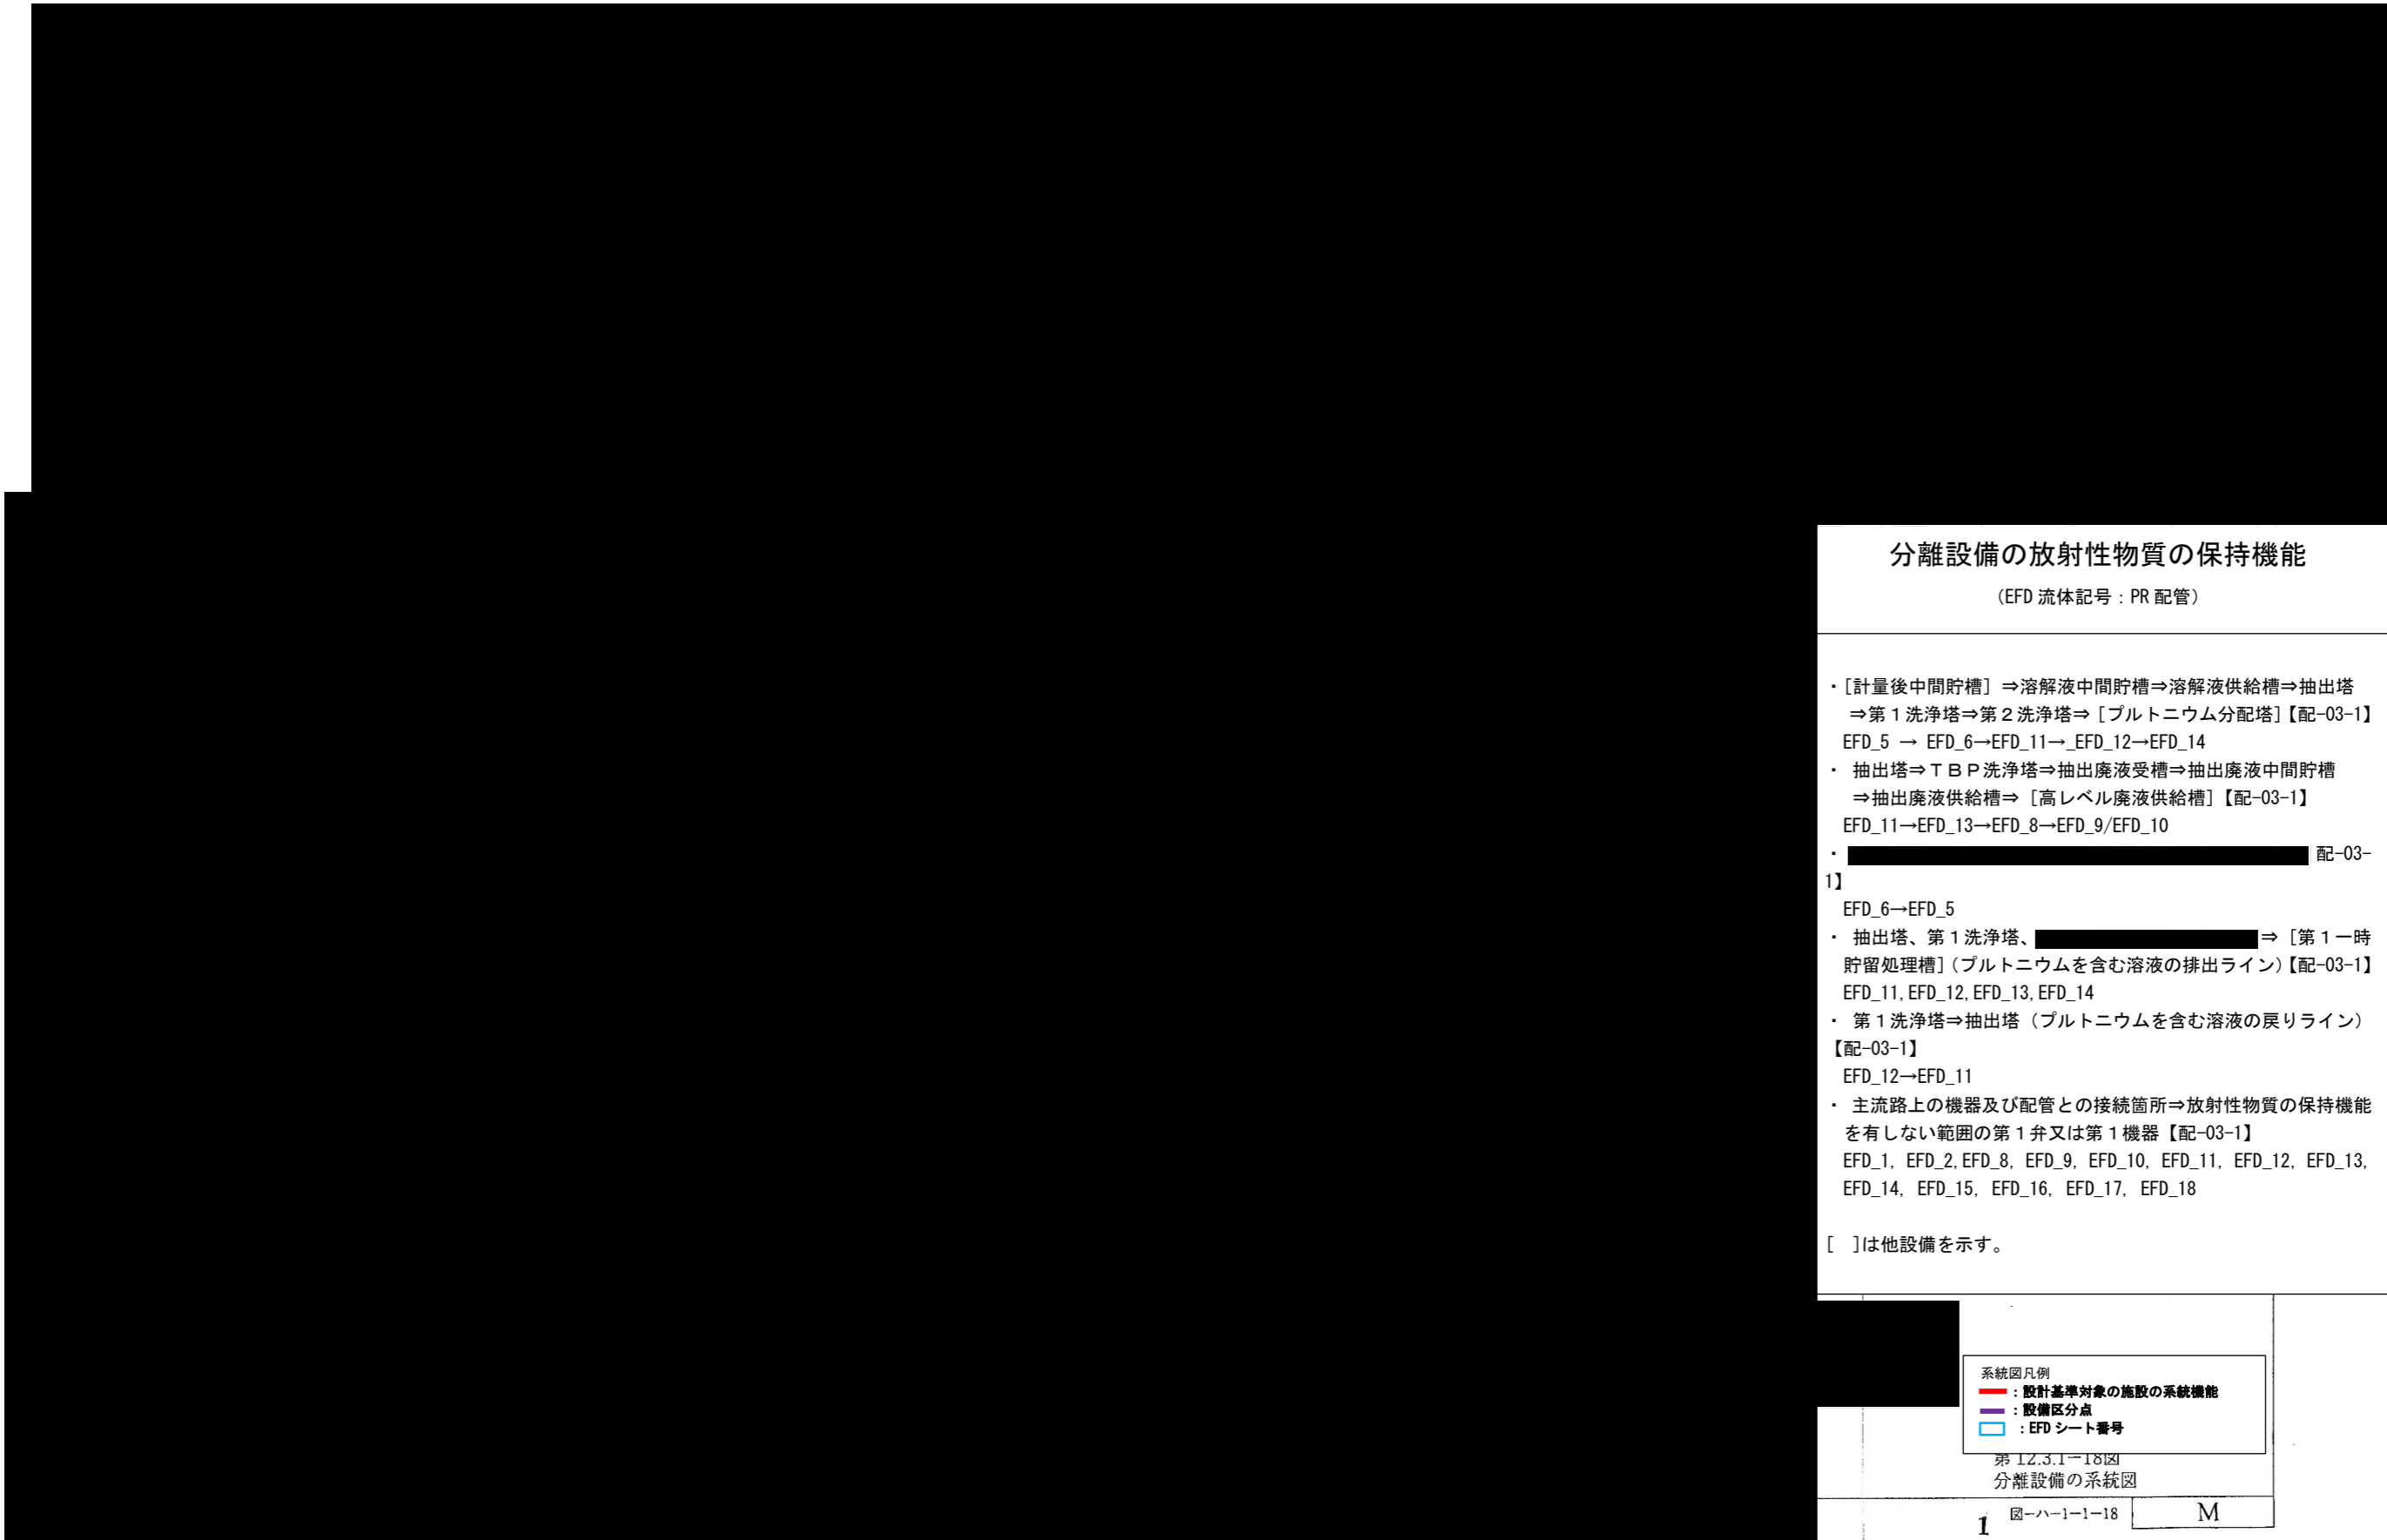 分離設備の放射性物質の保持機能
（EFD 流体記号：PR 配管）
・[計量後中間貯槽] ⇒溶解液中間貯槽⇒溶解液供給槽⇒抽出塔
⇒第１洗浄塔⇒第２洗浄塔⇒ [プルトニウム分配塔]【配-03-1】
EFD_5 → EFD_6→EFD_11→_EFD_12→EFD_14
・ 抽出塔⇒ＴＢＰ洗浄塔⇒抽出廃液受槽⇒抽出廃液中間貯槽
⇒抽出廃液供給槽⇒ [高レベル廃液供給槽]【配-03-1】
EFD_11→EFD_13→EFD_8→EFD_9/EFD_10
・ 配-03-
1】
EFD_6→EFD_5
・ 抽出塔、第１洗浄塔、⇒ [第１一時
貯留処理槽]（プルトニウムを含む溶液の排出ライン)【配-03-1】
EFD_11, EFD_12, EFD_13, EFD_14
・ 第１洗浄塔⇒抽出塔（プルトニウムを含む溶液の戻りライン）
【配-03-1】
EFD_12→EFD_11
・ 主流路上の機器及び配管との接続箇所⇒放射性物質の保持機能
を有しない範囲の第１弁又は第１機器【配-03-1】
EFD_1, EFD_2, EFD_8, EFD_9, EFD_10, EFD_11, EFD_12, EFD_13,
EFD_14, EFD_15, EFD_16, EFD_17, EFD_18
[ ]は他設備を示す。
系統図凡例
：設計基準対象の施設の系統機能
：設備区分点
：EFD シート番号
第 12.3.1－18図
分離設備の系統図
図－ハ－1－1－18
M
1